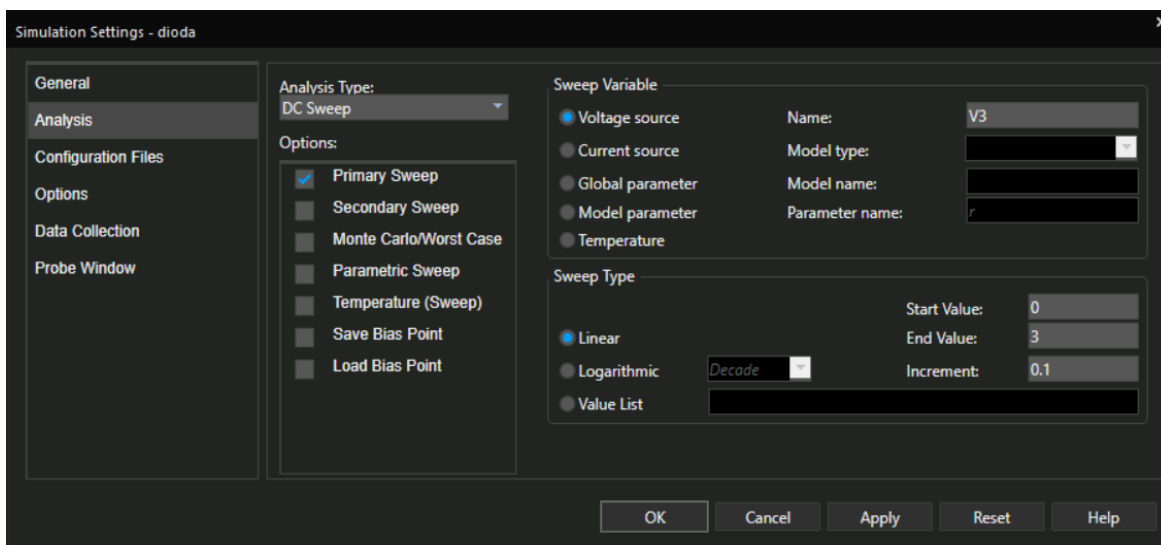 Simulation Settings - dioda
General
Analysis
Configuration Files
Options
Data Collection
Probe Window
Analysis Type:
DC Sweep
Options:
Primary Sweep
Secondary Sweep
Monte Carlo/Worst Case
Parametric Sweep
Temperature (Sweep)
Save Bias Point
Load Bias Point
Sweep Variable
Voltage source Name: V3
Current source Model type:
Global parameter Model name:
Model parameter Parameter name: r
Temperature
Sweep Type
Start Value: 0
Linear End Value: 3
Logarithmic Decade Increment: 0.1
Value List
OK Cancel Apply Reset Help